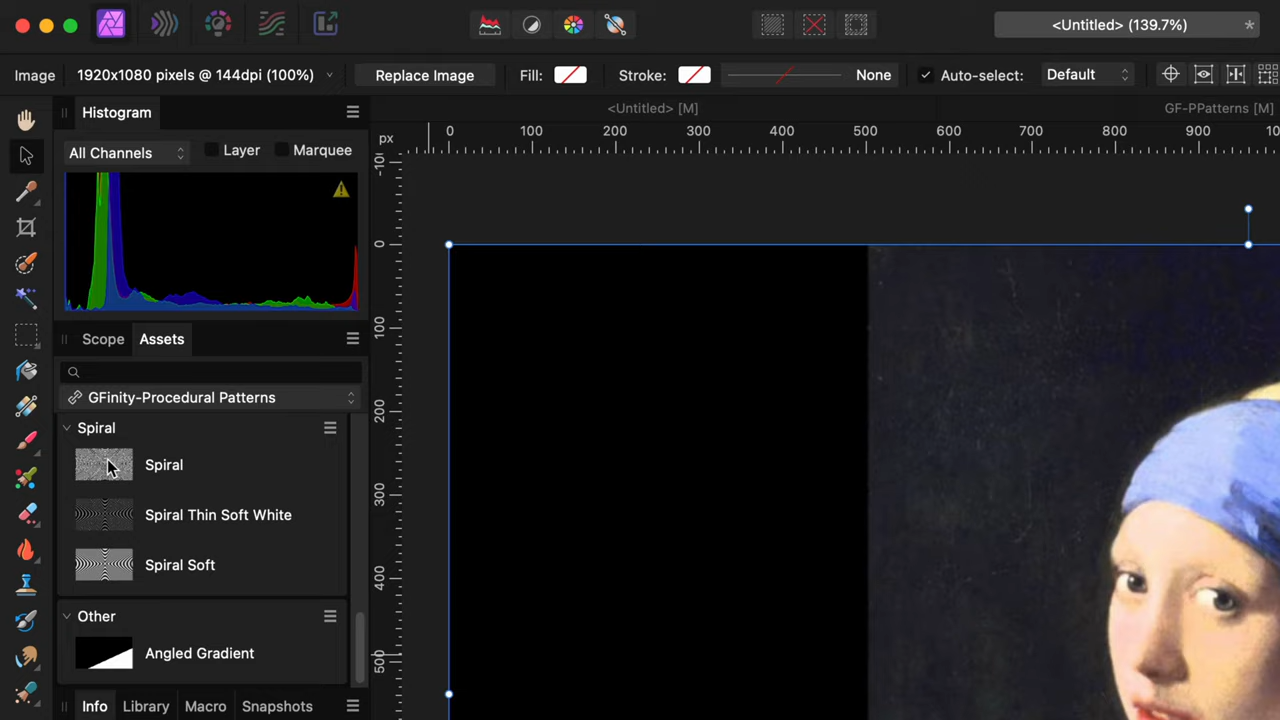 <Untitled> (139.7%) *
Image 1920x1080 pixels @ 144dpi (100%) Replace Image Fill: Stroke: None Auto-select: Default
Histogram
<Untitled> [M] GF-PPatterns [M]
px 0 100 200 300 400 500 600 700 800 900 10
All Channels Layer Marquee
-10
0
100
200
300
400
500
Scope Assets
GFinity-Procedural Patterns
Spiral
Spiral
Spiral Thin Soft White
Spiral Soft
Other
Angled Gradient
Info Library Macro Snapshots